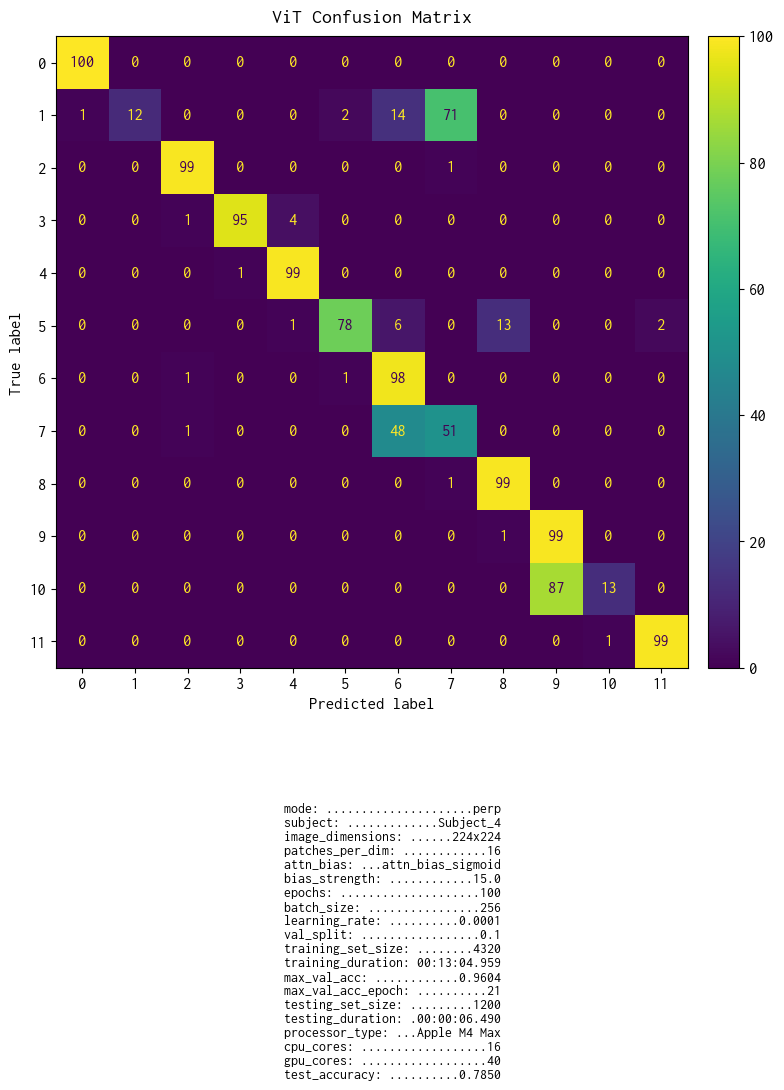 ViT Confusion Matrix
0 100 0 0 0 0 0 0 0 0 0 0 0
1 1 12 0 0 0 2 14 71 0 0 0 0
2 0 0 99 0 0 0 0 1 0 0 0 0
3 0 0 1 95 4 0 0 0 0 0 0 0
4 0 0 0 1 99 0 0 0 0 0 0 0
5 0 0 0 0 1 78 6 0 13 0 0 2
6 0 0 1 0 0 1 98 0 0 0 0 0
7 0 0 1 0 0 0 48 51 0 0 0 0
8 0 0 0 0 0 0 0 1 99 0 0 0
9 0 0 0 0 0 0 0 0 1 99 0 0
10 0 0 0 0 0 0 0 0 0 87 13 0
11 0 0 0 0 0 0 0 0 0 0 1 99
0 1 2 3 4 5 6 7 8 9 10 11
Predicted label
True label
100
80
60
40
20
0
mode: .....................perp
subject: .............Subject_4
image_dimensions: ......224x224
patches_per_dim: ............16
attn_bias: ...attn_bias_sigmoid
bias_strength: ............15.0
epochs: ....................100
batch_size: ................256
learning_rate: ..........0.0001
val_split: .................0.1
training_set_size: ........4320
training_duration: 00:13:04.959
max_val_acc: ............0.9604
max_val_acc_epoch: ..........21
testing_set_size: .........1200
testing_duration: .00:00:06.490
processor_type: ...Apple M4 Max
cpu_cores: ..................16
gpu_cores: ..................40
test_accuracy: ..........0.7850